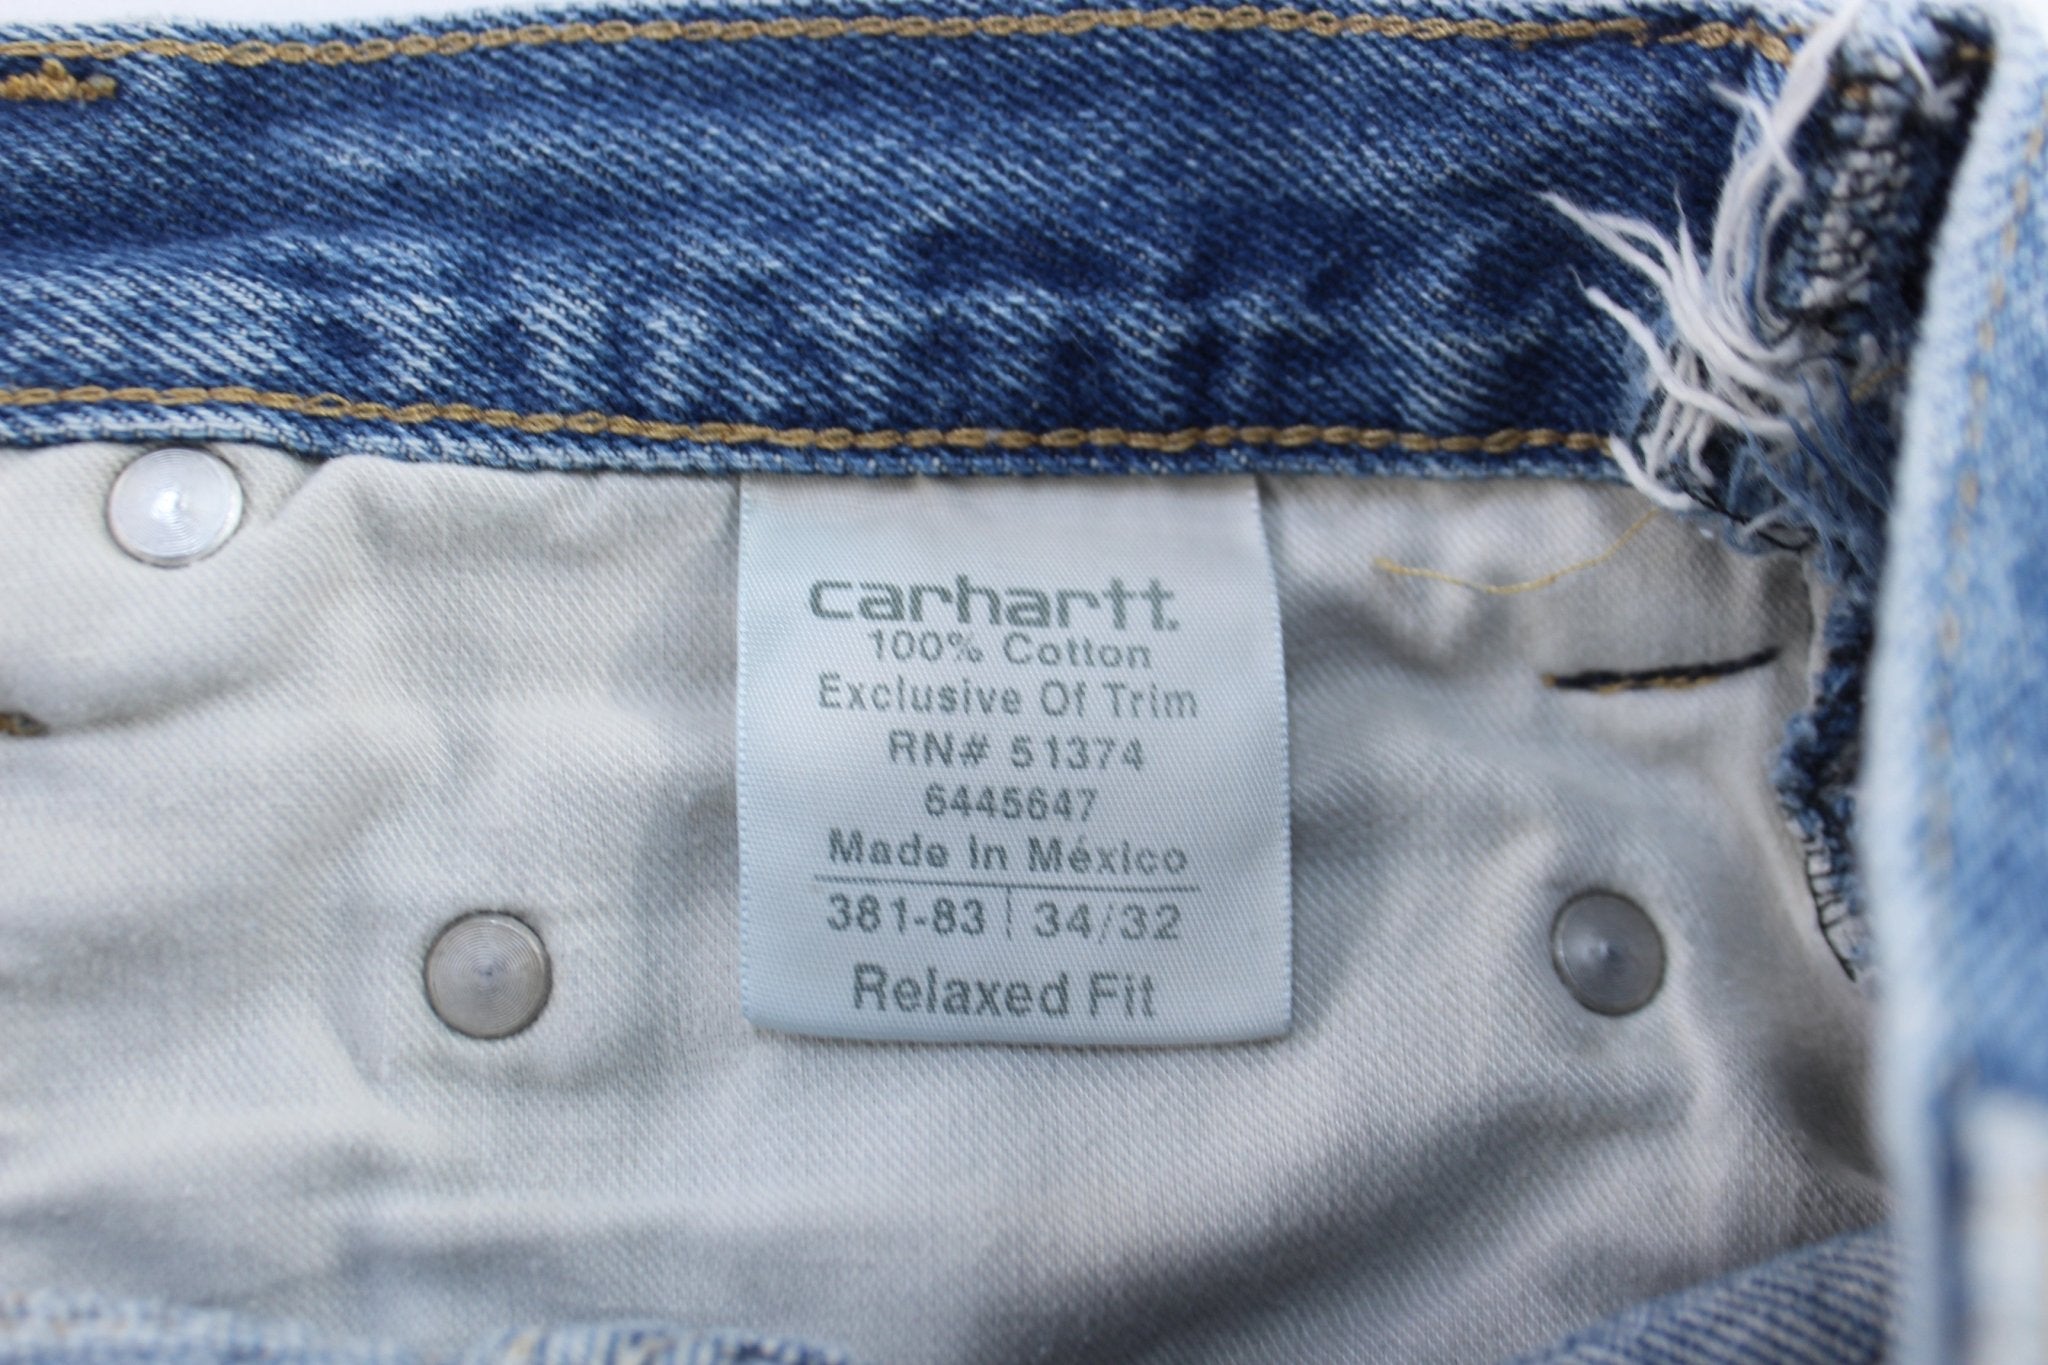 carhartt.
100% Cotton
Exclusive Of Trim
RN# 51374
6445647
Made In México
381-83 | 34/32
Relaxed Fit